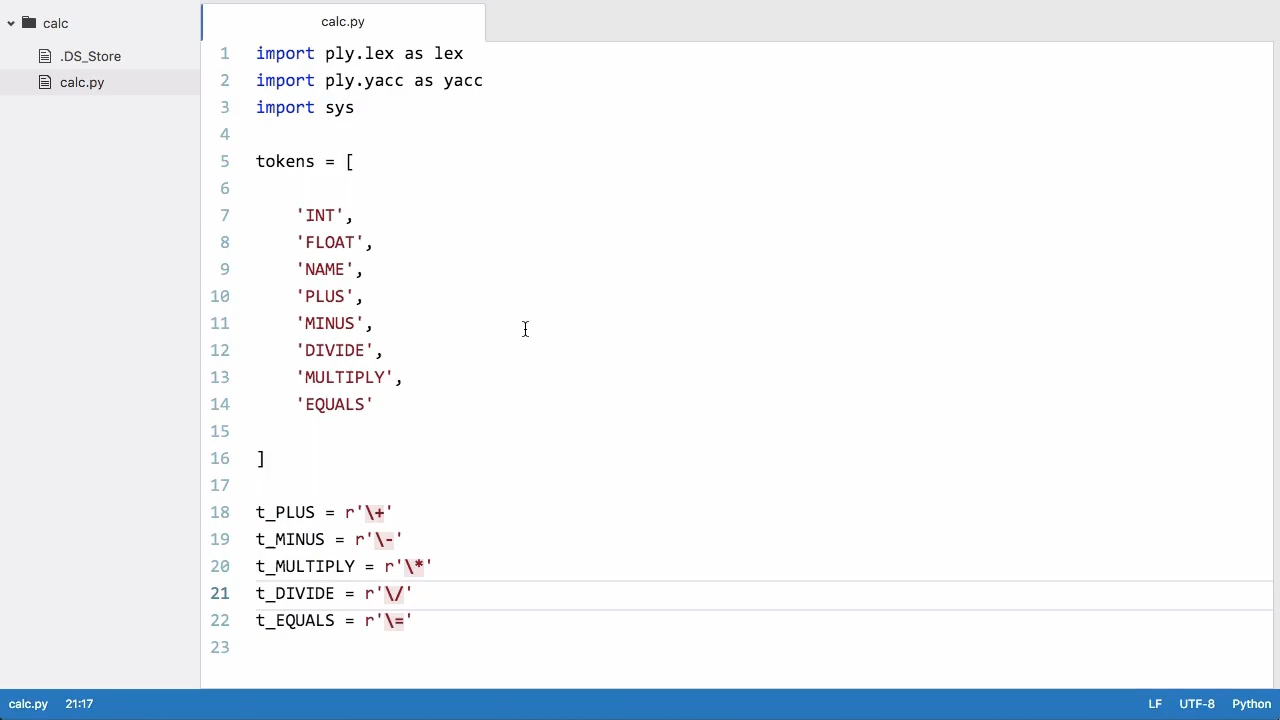 calc
.DS_Store
calc.py
calc.py
1 import ply.lex as lex
2 import ply.yacc as yacc
3 import sys
4
5 tokens = [
6
7     'INT',
8     'FLOAT',
9     'NAME',
10     'PLUS',
11     'MINUS',
12     'DIVIDE',
13     'MULTIPLY',
14     'EQUALS'
15
16 ]
17
18 t_PLUS = r'\+'
19 t_MINUS = r'\-'
20 t_MULTIPLY = r'\*'
21 t_DIVIDE = r'\/'
22 t_EQUALS = r'\='
23
calc.py 21:17 LF UTF-8 Python